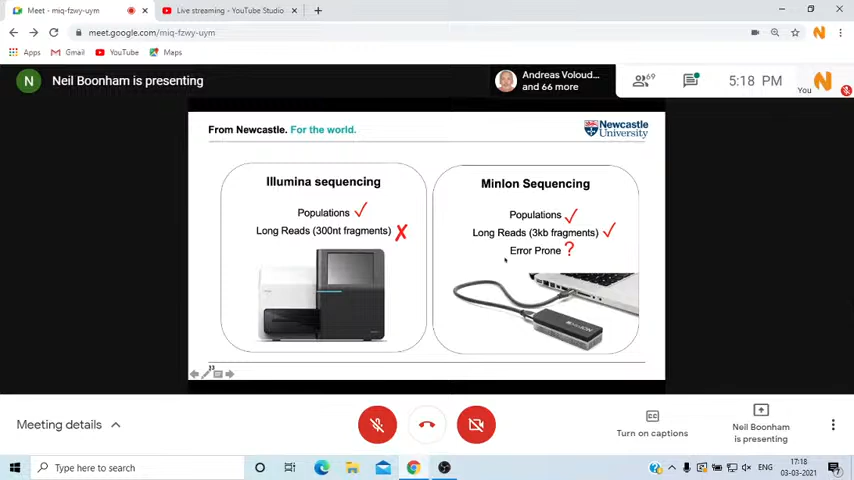 Meet - miq-fzwy-uym
Live streaming - YouTube Studio
meet.google.com/miq-fzwy-uym
Apps
Gmail
YouTube
Maps
N
Neil Boonham is presenting
Andreas Veloud...
and 66 more
69
5:18 PM
You
From Newcastle. For the world.
Newcastle
University
Illumina sequencing
Populations
Long Reads (300nt fragments)
MinIon Sequencing
Populations
Long Reads (3kb fragments)
Error Prone ?
33
Meeting details
Turn on captions
Neil Boonham
is presenting
Type here to search
ENG
17:18
03-03-2021